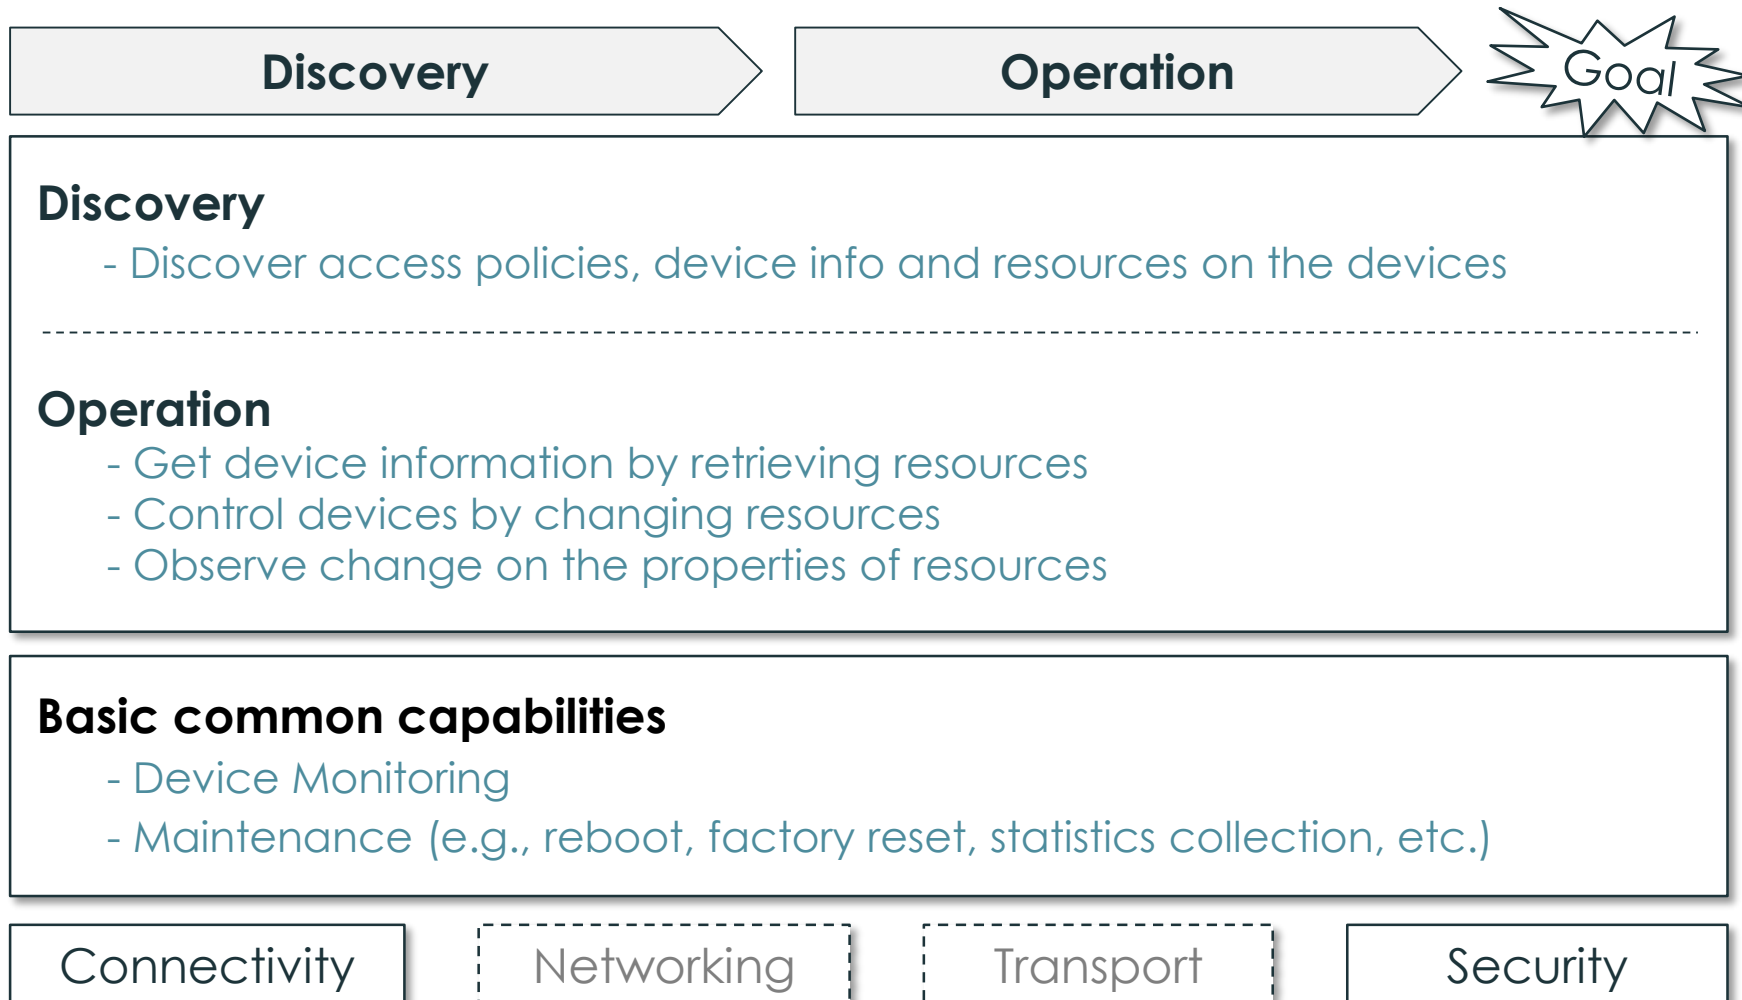 Discovery
Operation
Goal
Discovery
- Discover access policies, device info and resources on the devices
Operation
- Get device information by retrieving resources
- Control devices by changing resources
- Observe change on the properties of resources
Basic common capabilities
- Device Monitoring
- Maintenance (e.g., reboot, factory reset, statistics collection, etc.)
Connectivity
Networking
Transport
Security